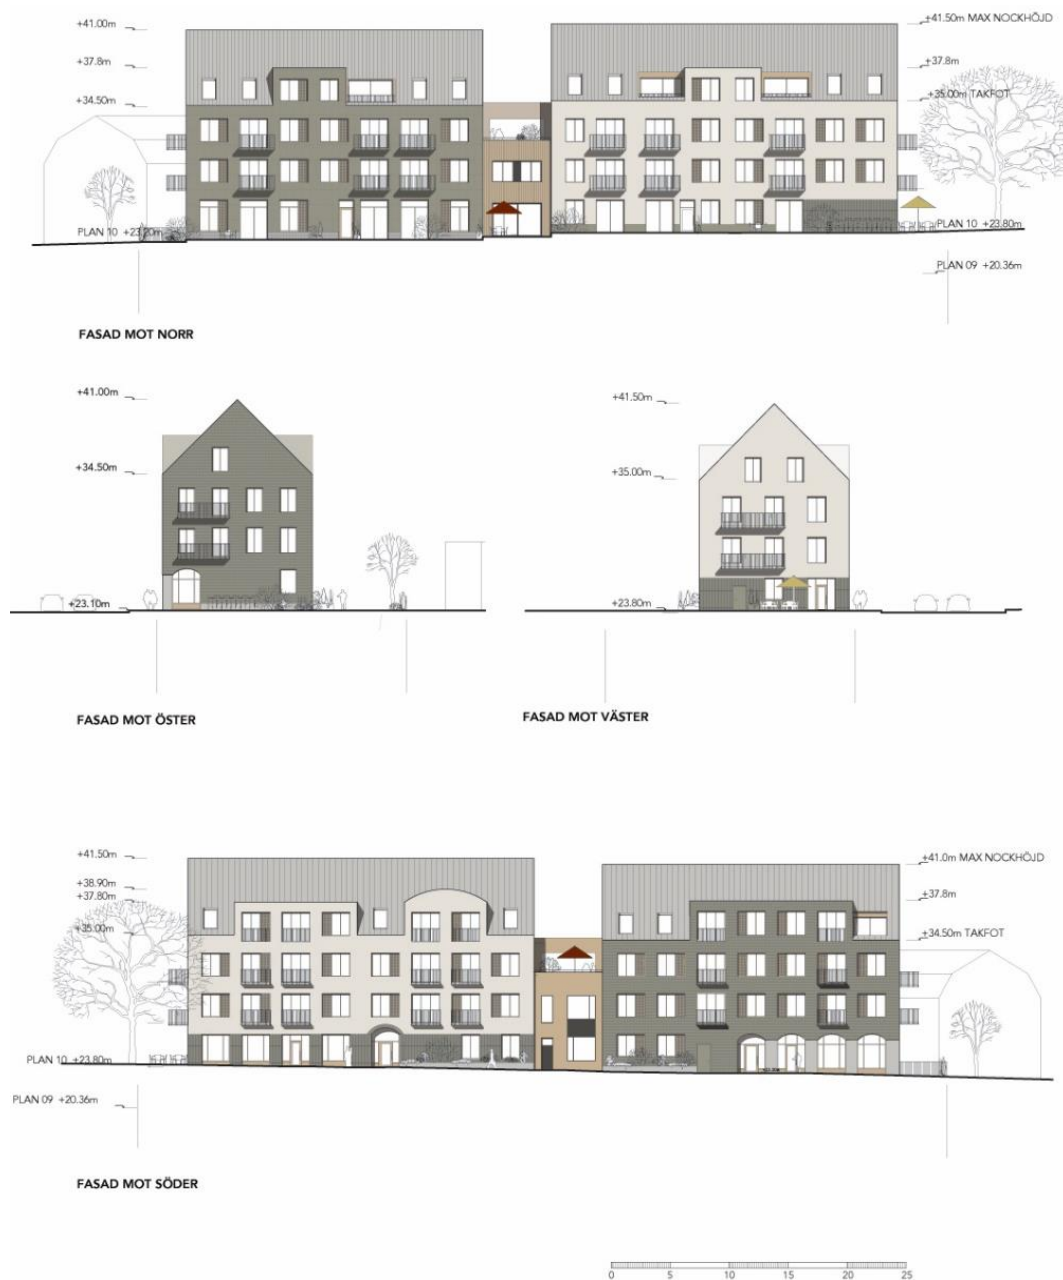 +41.00m
+41.50m MAX NOCKHÖJD
+37.8m
+37.8m
+34.50m
+35.00m TAKFOT
PLAN 10 +23.20m
PLAN 10 +23.80m
PLAN 09 +20.36m
FASAD MOT NORR
+41.00m
+41.50m
+34.50m
+35.00m
+23.10m
+23.80m
FASAD MOT ÖSTER
FASAD MOT VÄSTER
+41.50m
+41.0m MAX NOCKHÖJD
+38.90m
+37.80m
+37.8m
+35.00m
+34.50m TAKFOT
PLAN 10 +23.80m
PLAN 09 +20.36m
FASAD MOT SÖDER
0 5 10 15 20 25